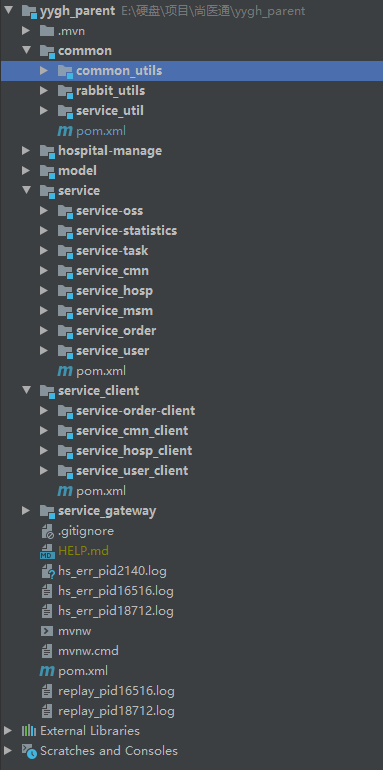 yygh_parent E:\硬盘\项目\尚医通\yygh_parent
.mvn
common
common_utils
rabbit_utils
service_util
pom.xml
hospital-manage
model
service
service-oss
service-statistics
service-task
service_cmn
service_hosp
service_msm
service_order
service_user
pom.xml
service_client
service-order-client
service_cmn_client
service_hosp_client
service_user_client
pom.xml
service_gateway
.gitignore
HELP.md
hs_err_pid2140.log
hs_err_pid16516.log
hs_err_pid18712.log
mvnw
mvnw.cmd
pom.xml
replay_pid16516.log
replay_pid18712.log
External Libraries
Scratches and Consoles